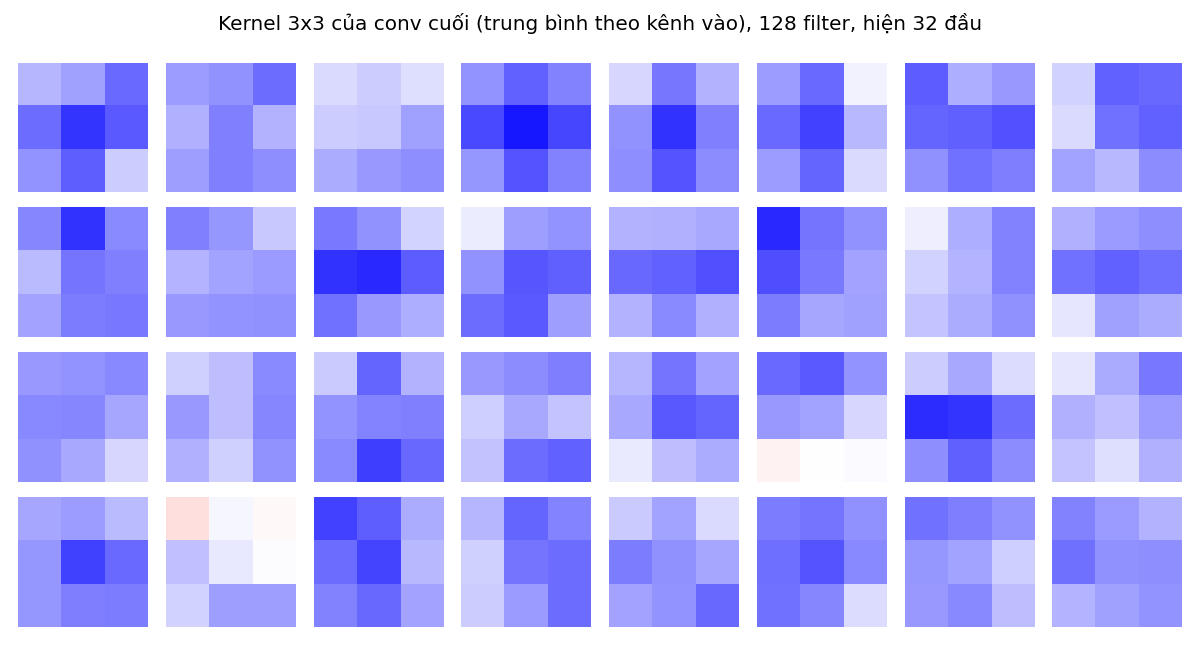 Kernel 3x3 của conv cuối (trung bình theo kênh vào), 128 filter, hiện 32 đầu